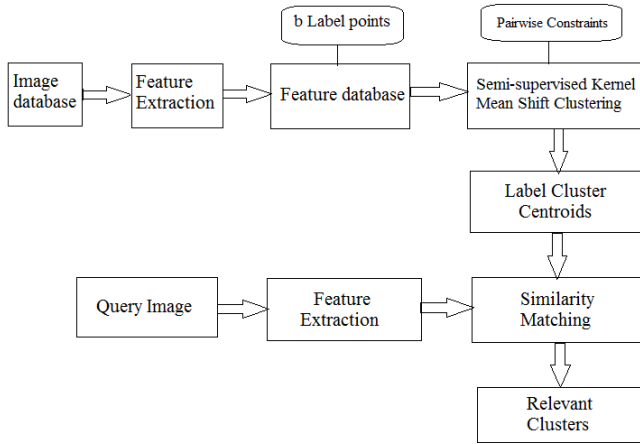 b Label points
Pairwise Constraints
Image
database
Feature
Extraction
Feature database
Semi-supervised Kernel
Mean Shift Clustering
Label Cluster
Centroids
Query Image
Feature
Extraction
Similarity
Matching
Relevant
Clusters